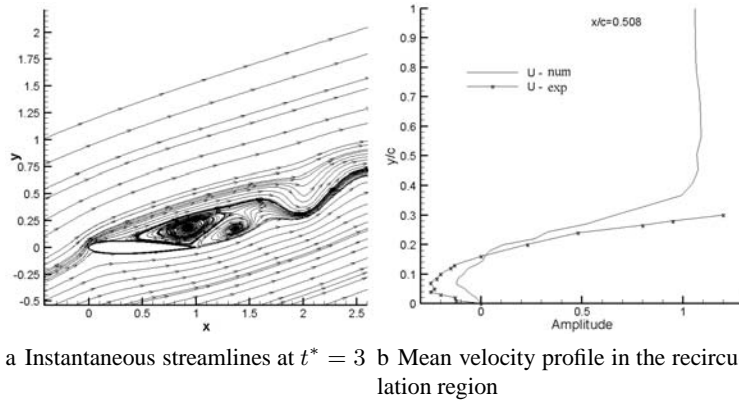 2
1.75
1.5
1.25
1
0.75
0.5
0.25
0
-0.25
-0.5
y
0 0.5 1 1.5 2 2.5
x
1
0.9
0.8
0.7
0.6
0.5
0.4
0.3
0.2
0.1
0
y/c
x/c=0.508
U - num
U - exp
0 1
Amplitude
a Instantaneous streamlines at t* = 3
b Mean velocity profile in the recircu
lation region